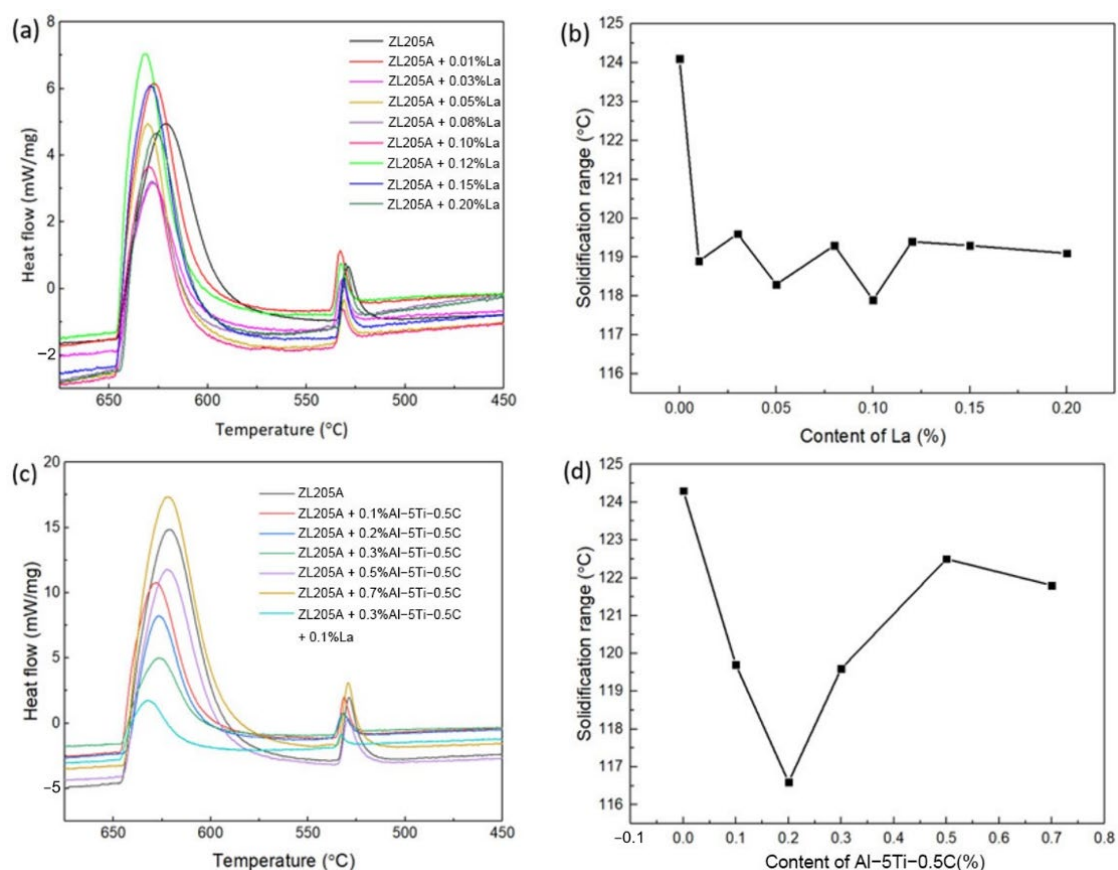 (a)
8
6
4
2
0
−2
650
600
550
500
450
Heat flow (mW/mg)
Temperature (°C)
ZL205A
ZL205A + 0.01%La
ZL205A + 0.03%La
ZL205A + 0.05%La
ZL205A + 0.08%La
ZL205A + 0.10%La
ZL205A + 0.12%La
ZL205A + 0.15%La
ZL205A + 0.20%La
(b)
125
124
123
122
121
120
119
118
117
116
0.00
0.05
0.10
0.15
0.20
Solidification range (°C)
Content of La (%)
(c)
20
15
10
5
0
−5
650
600
550
500
450
Heat flow (mW/mg)
Temperature (°C)
ZL205A
ZL205A + 0.1%Al−5Ti−0.5C
ZL205A + 0.2%Al−5Ti−0.5C
ZL205A + 0.3%Al−5Ti−0.5C
ZL205A + 0.5%Al−5Ti−0.5C
ZL205A + 0.7%Al−5Ti−0.5C
ZL205A + 0.3%Al−5Ti−0.5C
+ 0.1%La
(d)
125
124
123
122
121
120
119
118
117
116
−0.1
0.0
0.1
0.2
0.3
0.4
0.5
0.6
0.7
0.8
Solidification range (°C)
Content of Al−5Ti−0.5C(%)